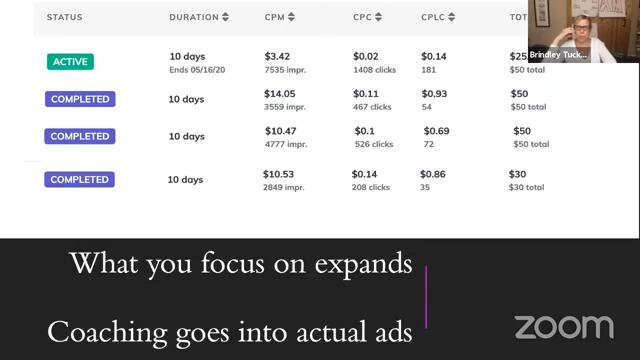 STATUS DURATION CPM CPC CPLC
ACTIVE 10 days $3.42 $0.02 $0.14
Ends 05/16/20 7535 impr. 1408 clicks 181 $50 total
Brindley Tuck...
COMPLETED 10 days $14.05 $0.11 $0.93 $50
3559 impr. 467 clicks 54 $50 total
COMPLETED 10 days $10.47 $0.1 $0.69 $50
4777 impr. 526 clicks 72 $50 total
COMPLETED 10 days $10.53 $0.14 $0.86 $30
2849 impr. 208 clicks 35 $30 total
What you focus on expands
Coaching goes into actual ads
zoom